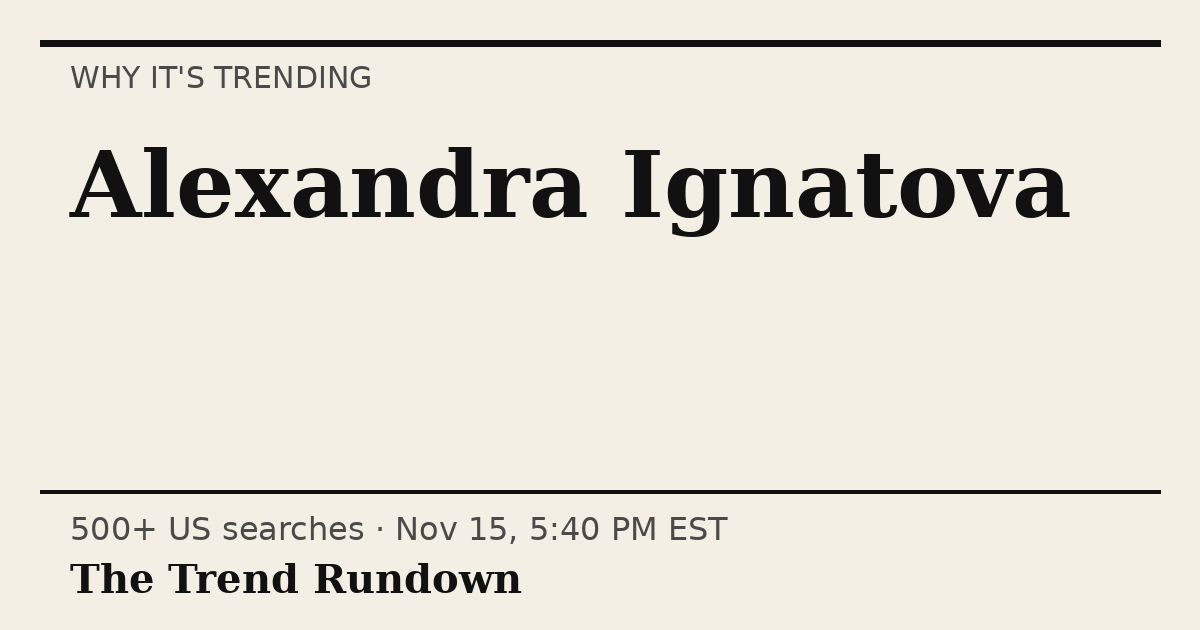 WHY IT'S TRENDING
Alexandra Ignatova
500+ US searches · Nov 15, 5:40 PM EST
The Trend Rundown